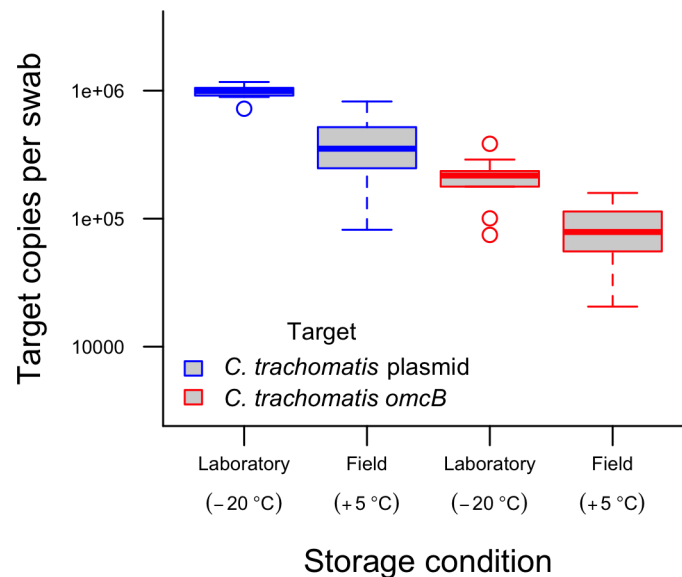 Target copies per swab
1e+06
1e+05
10000
Target
C. trachomatis plasmid
C. trachomatis omcB
Laboratory Field Laboratory Field
(−20 °C) (+5 °C) (−20 °C) (+5 °C)
Storage condition